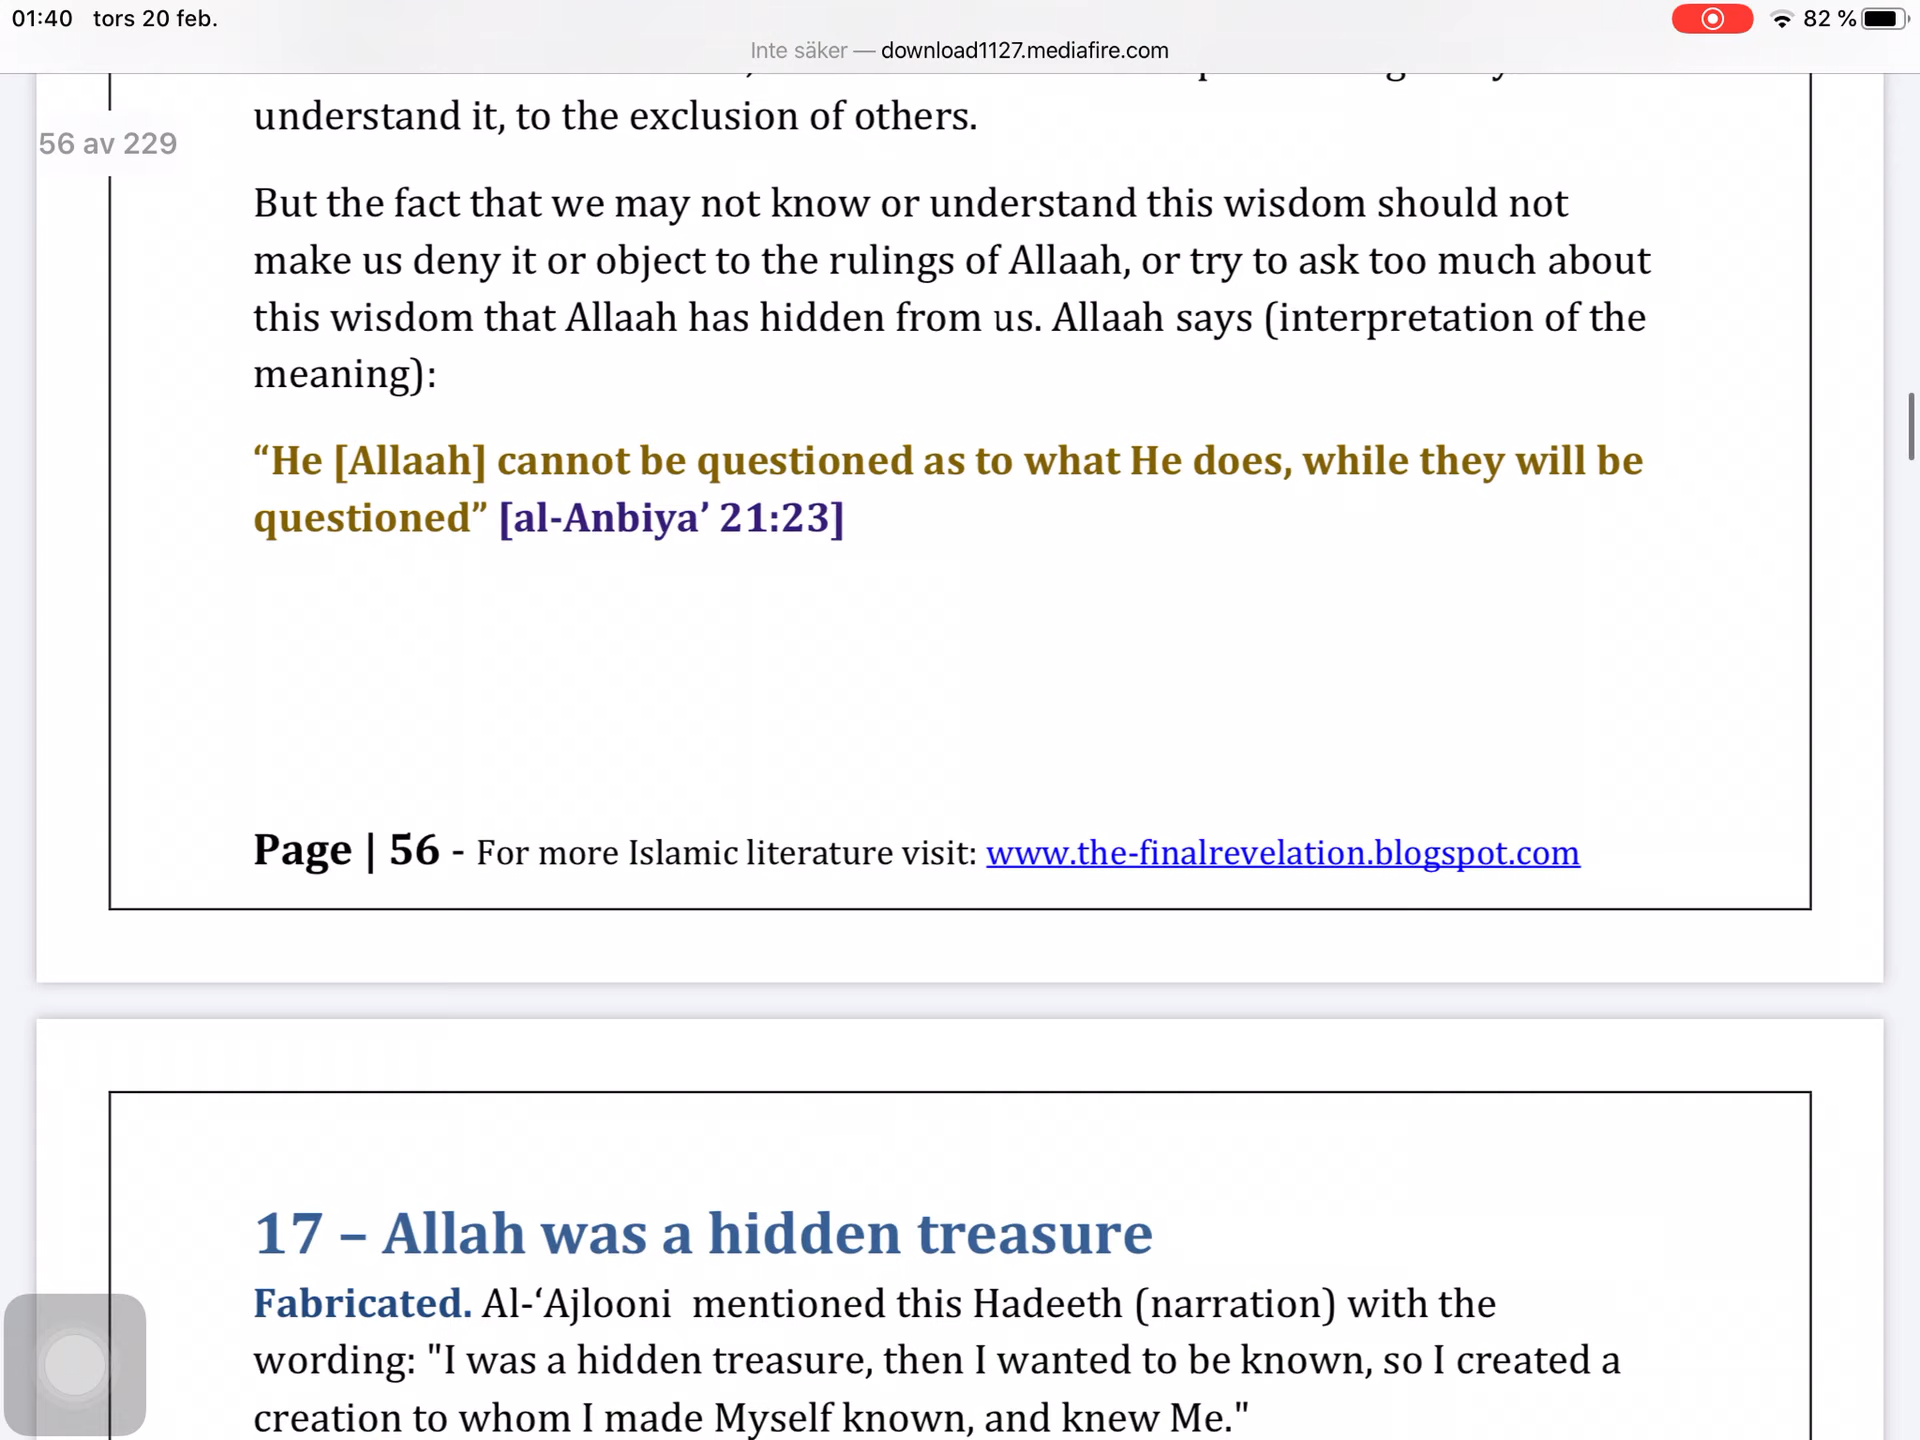 01:40 tors 20 feb.
82 %
Inte säker — download1127.mediafire.com
understand it, to the exclusion of others.
56 av 229
But the fact that we may not know or understand this wisdom should not
make us deny it or object to the rulings of Allaah, or try to ask too much about
this wisdom that Allaah has hidden from us. Allaah says (interpretation of the
meaning):
“He [Allaah] cannot be questioned as to what He does, while they will be
questioned” [al-Anbiya’ 21:23]
Page | 56 - For more Islamic literature visit: www.the-finalrevelation.blogspot.com
17 – Allah was a hidden treasure
Fabricated. Al-‘Ajlooni mentioned this Hadeeth (narration) with the
wording: "I was a hidden treasure, then I wanted to be known, so I created a
creation to whom I made Myself known, and knew Me."